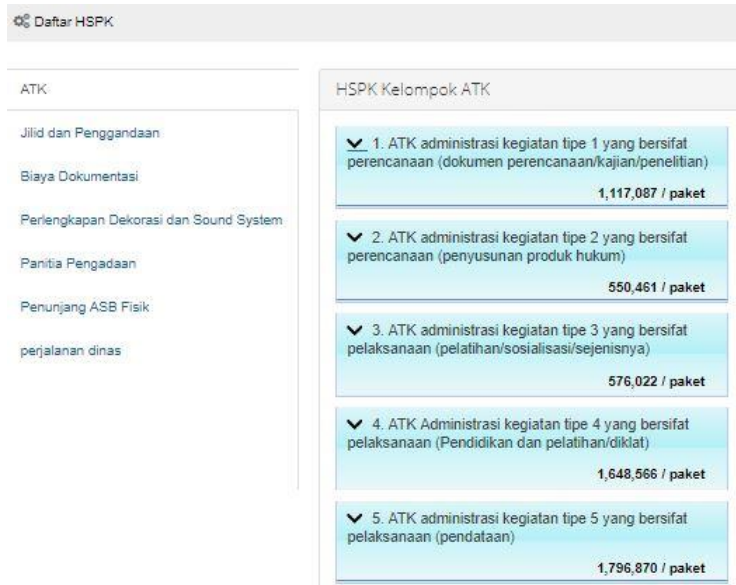 Daftar HSPK
ATK
Jilid dan Penggandaan
Biaya Dokumentasi
Perlengkapan Dekorasi dan Sound System
Panitia Pengadaan
Penunjang ASB Fisik
perjalanan dinas
HSPK Kelompok ATK
1. ATK administrasi kegiatan tipe 1 yang bersifat
perencanaan (dokumen perencanaan/kajian/penelitian)
1,117,087 / paket
2. ATK administrasi kegiatan tipe 2 yang bersifat
perencanaan (penyusunan produk hukum)
550,461 / paket
3. ATK administrasi kegiatan tipe 3 yang bersifat
pelaksanaan (pelatihan/sosialisasi/sejenisnya)
576,022 / paket
4. ATK Administrasi kegiatan tipe 4 yang bersifat
pelaksanaan (Pendidikan dan pelatihan/diklat)
1,648,566 / paket
5. ATK administrasi kegiatan tipe 5 yang bersifat
pelaksanaan (pendataan)
1,796,870 / paket